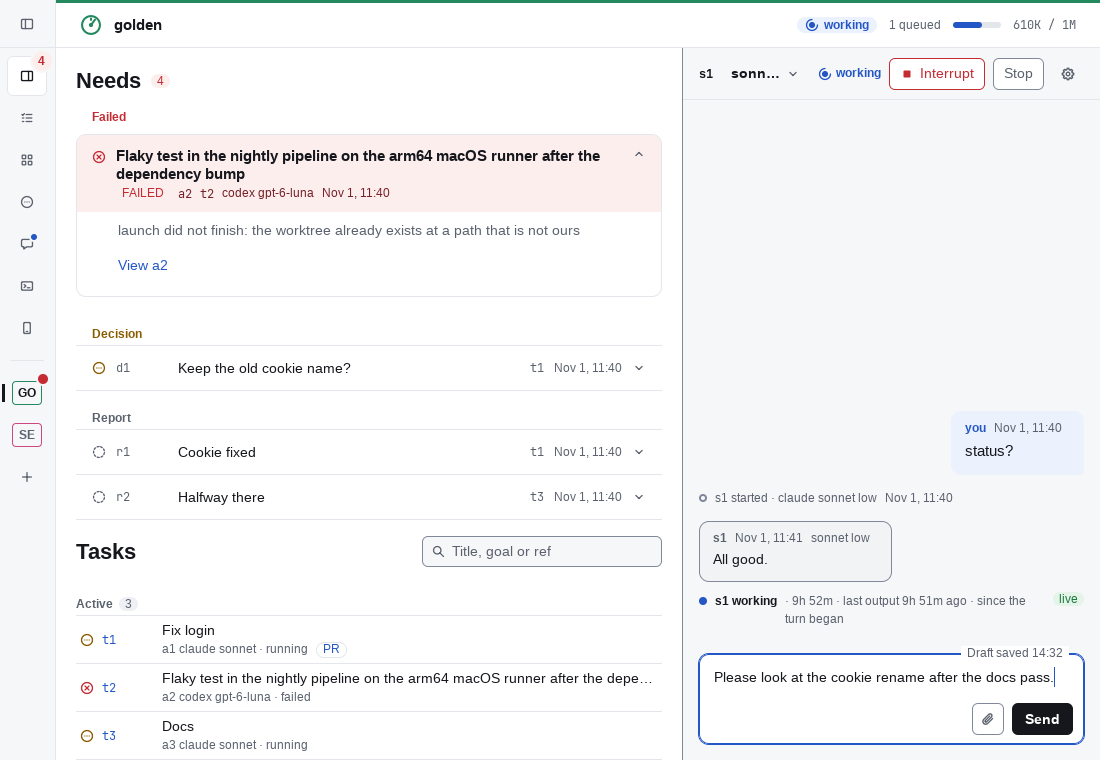 golden
working
1 queued
610K / 1M
4
GO
SE
Needs 4
Failed
Flaky test in the nightly pipeline on the arm64 macOS runner after the
dependency bump
FAILED a2 t2 codex gpt-6-luna Nov 1, 11:40
launch did not finish: the worktree already exists at a path that is not ours
View a2
Decision
d1 Keep the old cookie name? t1 Nov 1, 11:40
Report
r1 Cookie fixed t1 Nov 1, 11:40
r2 Halfway there t3 Nov 1, 11:40
Tasks
Title, goal or ref
Active 3
t1 Fix login
a1 claude sonnet · running PR
t2 Flaky test in the nightly pipeline on the arm64 macOS runner after the depe…
a2 codex gpt-6-luna · failed
t3 Docs
a3 claude sonnet · running
s1 sonn… working Interrupt Stop
you Nov 1, 11:40
status?
s1 started · claude sonnet low Nov 1, 11:40
s1 Nov 1, 11:41 sonnet low
All good.
s1 working · 9h 52m · last output 9h 51m ago · since the
turn began
live
Draft saved 14:32
Please look at the cookie rename after the docs pass.
Send